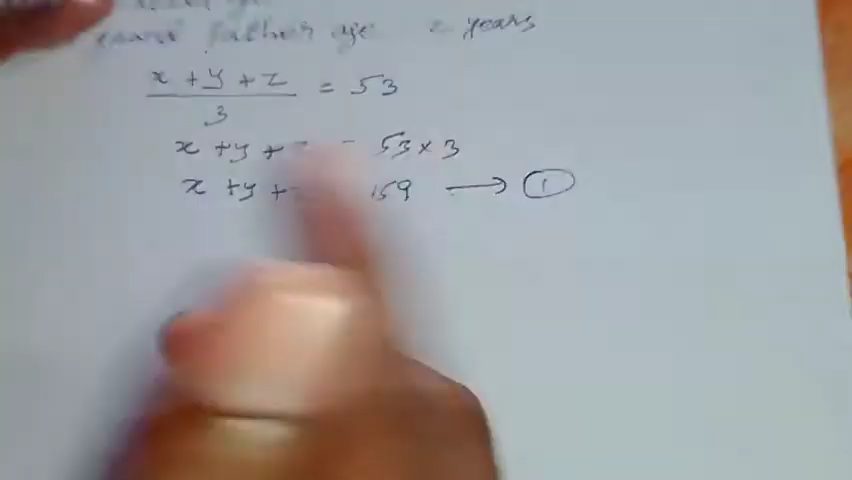 father age z years
x + y + z / 3 = 53
x + y + z = 53 × 3
x + y + z 159 → ①